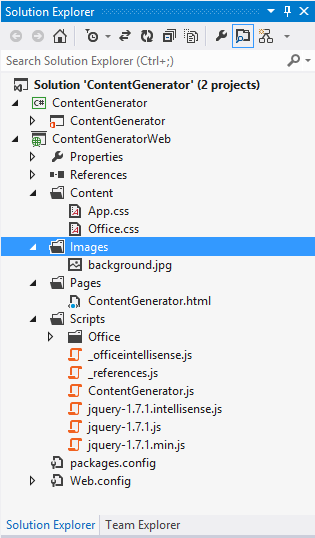 Solution Explorer
Search Solution Explorer (Ctrl+;)
Solution 'ContentGenerator' (2 projects)
C# ContentGenerator
ContentGenerator
ContentGeneratorWeb
Properties
References
Content
App.css
Office.css
Images
background.jpg
Pages
ContentGenerator.html
Scripts
Office
_officeintellisense.js
_references.js
ContentGenerator.js
jquery-1.7.1.intellisense.js
jquery-1.7.1.js
jquery-1.7.1.min.js
packages.config
Web.config
Solution Explorer Team Explorer